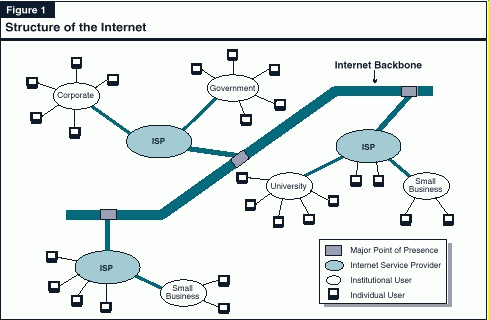 Figure 1
Structure of the Internet
Internet Backbone
Corporate
Government
ISP
ISP
University
Small
Business
ISP
Small
Business
Major Point of Presence
Internet Service Provider
Institutional User
Individual User